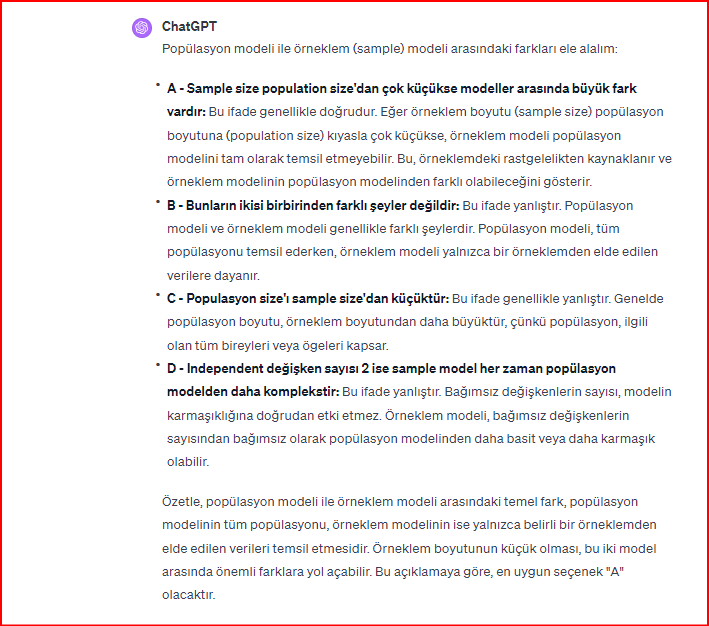 ChatGPT
Popülasyon modeli ile örneklem (sample) modeli arasındaki farkları ele alalım:
• A - Sample size population size'dan çok küçükse modeller arasında büyük fark
vardır: Bu ifade genellikle doğrudur. Eğer örneklem boyutu (sample size) popülasyon
boyutuna (population size) kıyasla çok küçükse, örneklem modeli popülasyon
modelini tam olarak temsil etmeyebilir. Bu, örneklemdeki rastgelelikten kaynaklanır ve
örneklem modelinin popülasyon modelinden farklı olabileceğini gösterir.
• B - Bunların ikisi birbirinden farklı şeyler değildir: Bu ifade yanlıştır. Popülasyon
modeli ve örneklem modeli genellikle farklı şeylerdir. Popülasyon modeli, tüm
popülasyonu temsil ederken, örneklem modeli yalnızca bir örneklemden elde edilen
verilere dayanır.
• C - Populasyon size'ı sample size'dan küçüktür: Bu ifade genellikle yanlıştır. Genelde
popülasyon boyutu, örneklem boyutundan daha büyüktür, çünkü popülasyon, ilgili
olan tüm bireyleri veya ögeleri kapsar.
• D - Independent değişken sayısı 2 ise sample model her zaman popülasyon
modelden daha komplekstir: Bu ifade yanlıştır. Bağımsız değişkenlerin sayısı, modelin
karmaşıklığına doğrudan etki etmez. Örneklem modeli, bağımsız değişkenlerin
sayısından bağımsız olarak popülasyon modelinden daha basit veya daha karmaşık
olabilir.
Özetle, popülasyon modeli ile örneklem modeli arasındaki temel fark, popülasyon
modelinin tüm popülasyonu, örneklem modelinin ise yalnızca belirli bir örneklemden
elde edilen verileri temsil etmesidir. Örneklem boyutunun küçük olması, bu iki model
arasında önemli farklara yol açabilir. Bu açıklamaya göre, en uygun seçenek "A"
olacaktır.